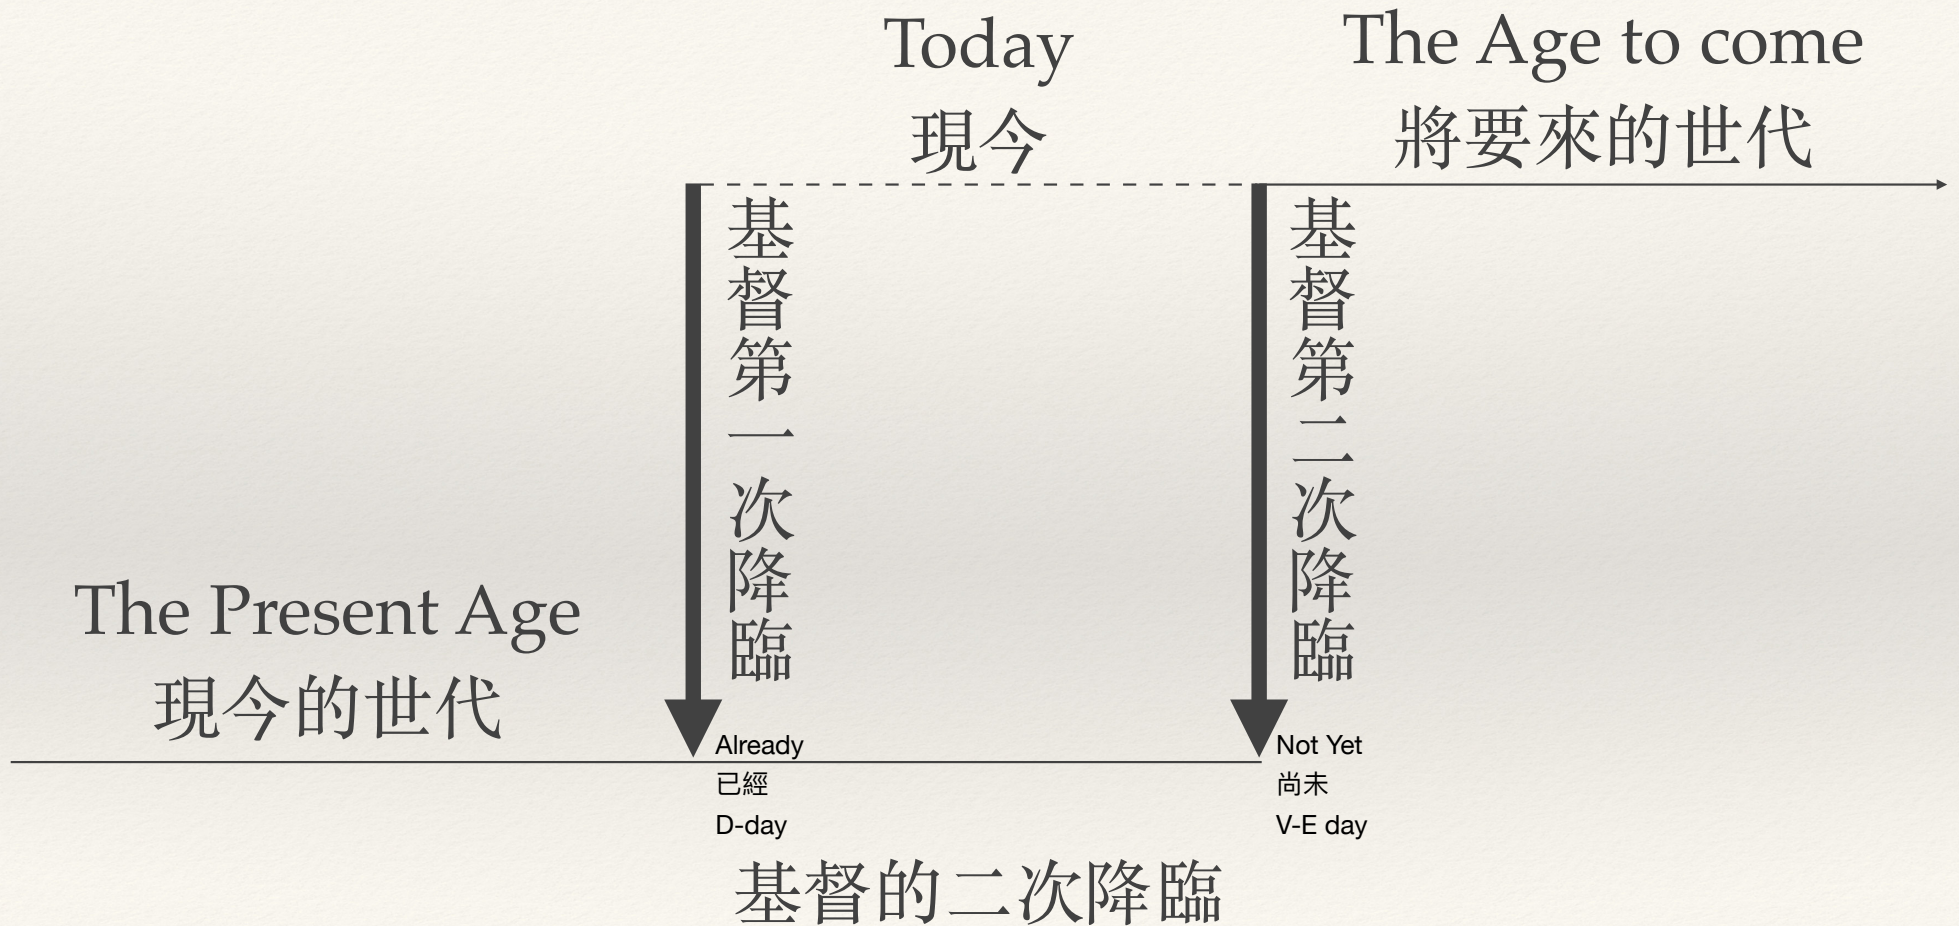 Today
現今
The Age to come
將要來的世代
基督第一次降臨
基督第二次降臨
The Present Age
現今的世代
Already
已經
D-day
Not Yet
尚未
V-E day
基督的二次降臨